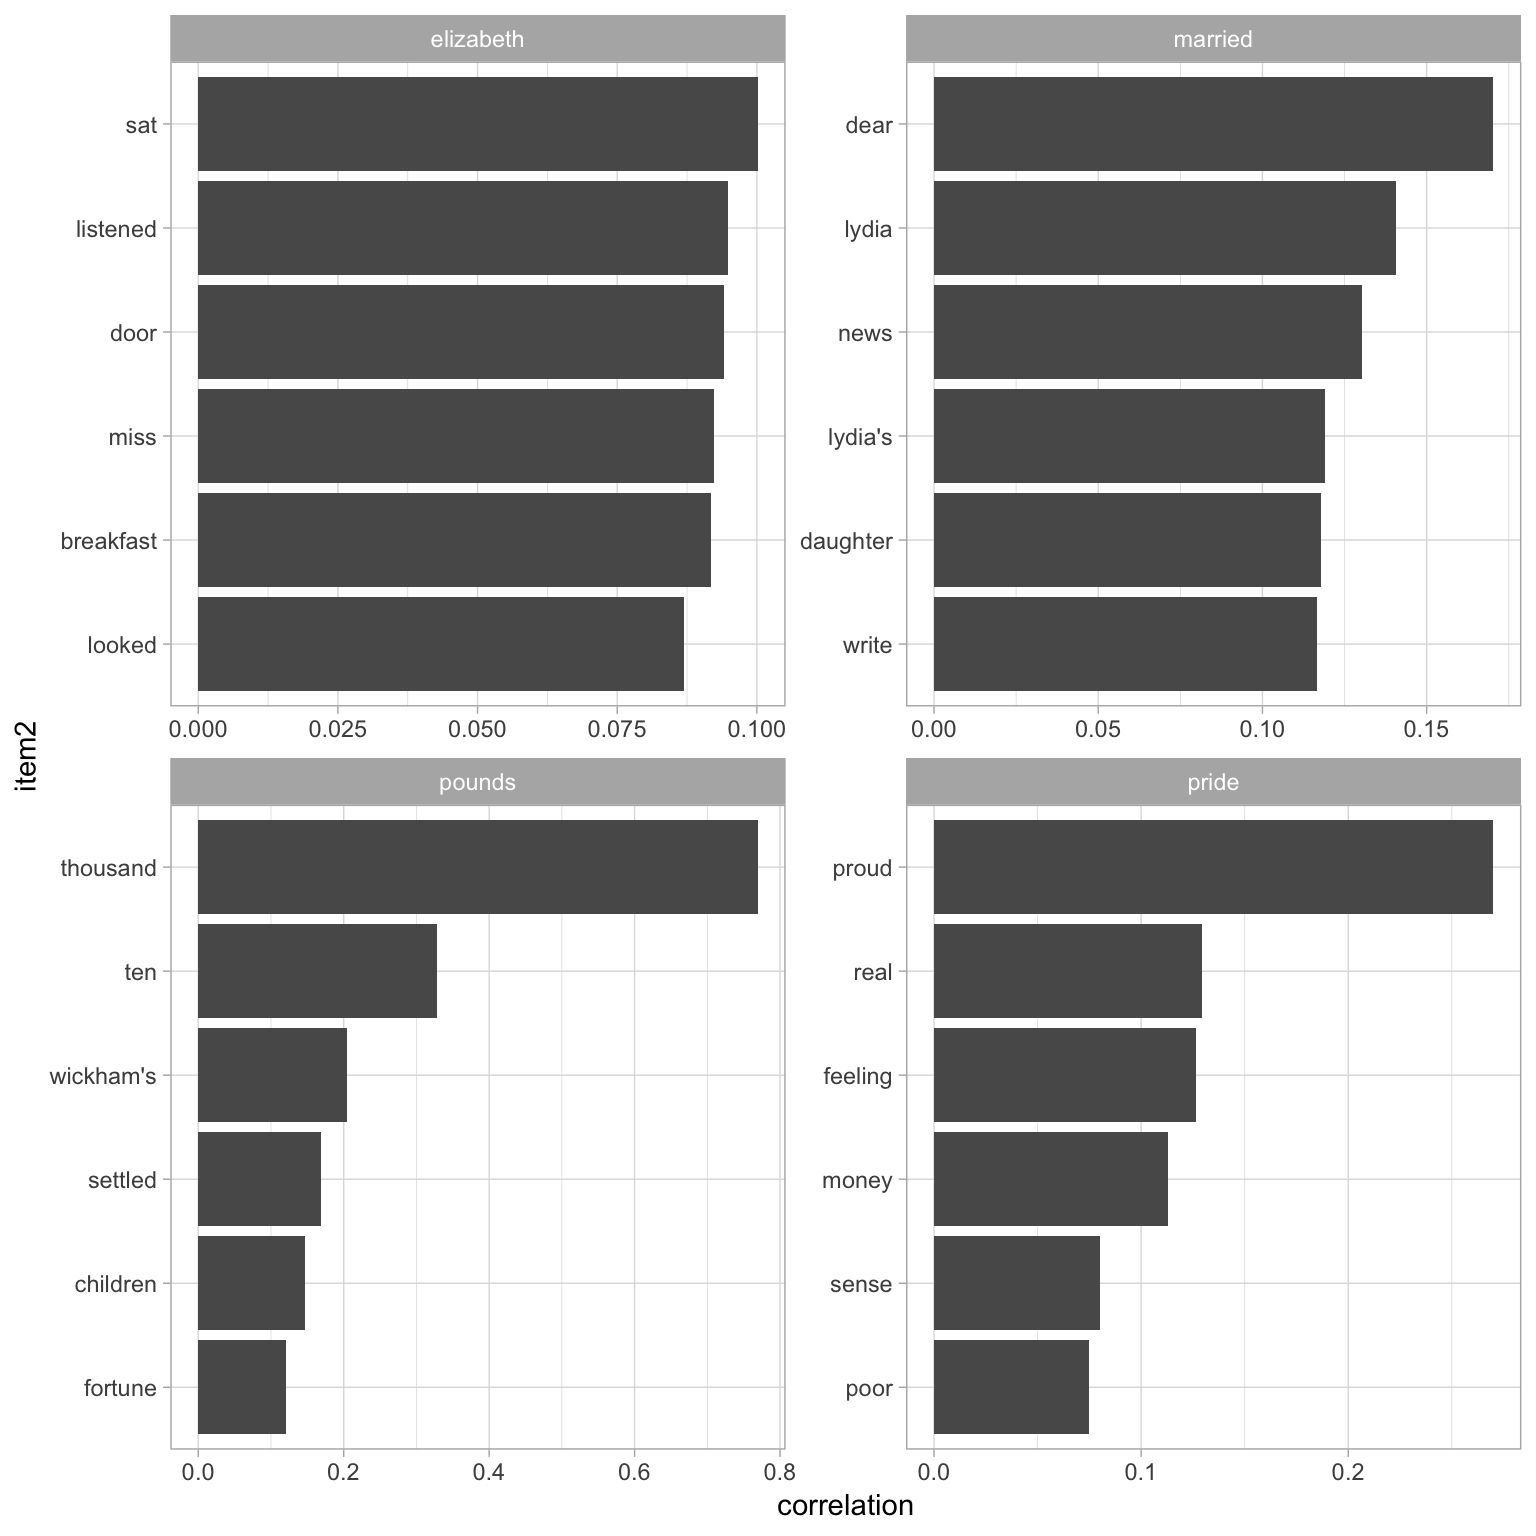 elizabeth
sat
listened
door
miss
breakfast
looked
0.000 0.025 0.050 0.075 0.100
married
dear
lydia
news
lydia's
daughter
write
0.00 0.05 0.10 0.15
pounds
thousand
ten
wickham's
settled
children
fortune
0.0 0.2 0.4 0.6 0.8
pride
proud
real
feeling
money
sense
poor
0.0 0.1 0.2
item2
correlation